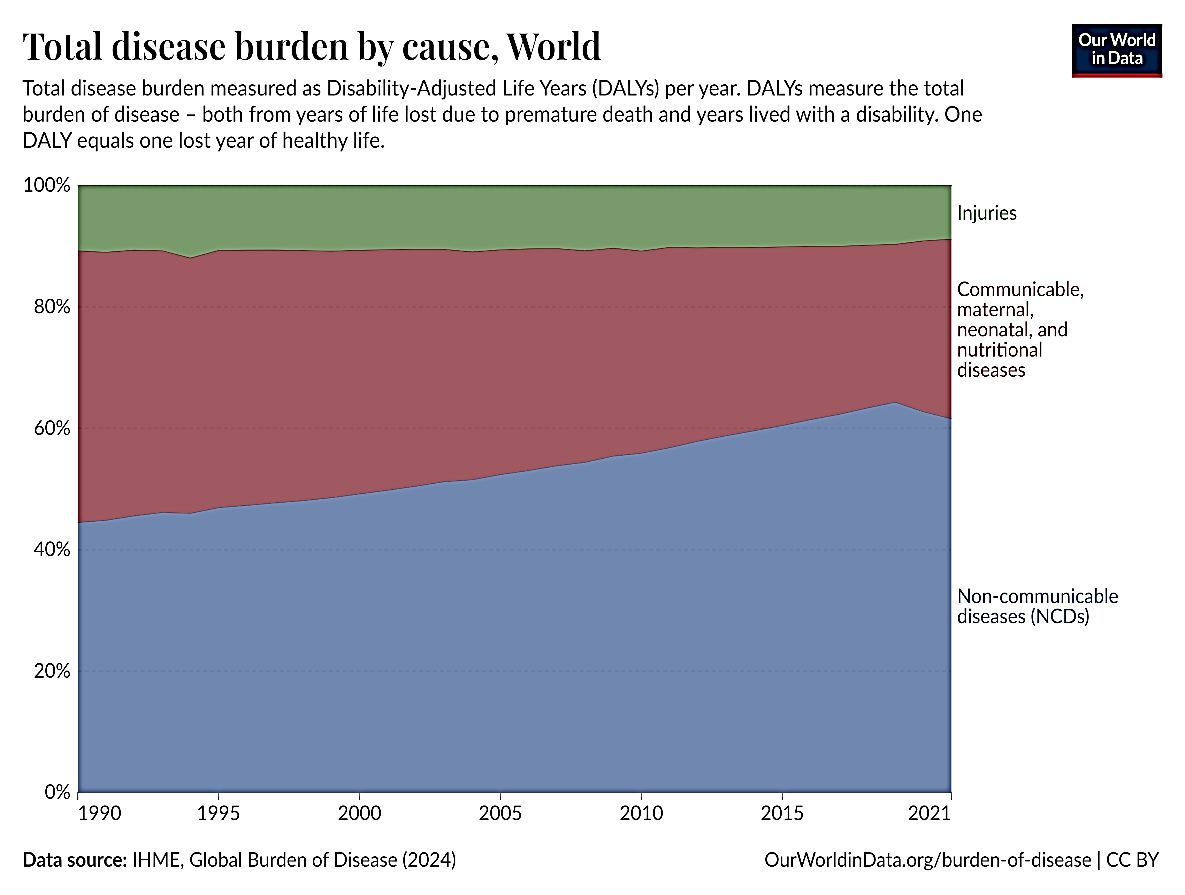 Total disease burden by cause, World
Our World
in Data
Total disease burden measured as Disability-Adjusted Life Years (DALYs) per year. DALYs measure the total
burden of disease – both from years of life lost due to premature death and years lived with a disability. One
DALY equals one lost year of healthy life.
100%
80%
60%
40%
20%
0%
Injuries
Communicable,
maternal,
neonatal, and
nutritional
diseases
Non-communicable
diseases (NCDs)
1990
1995
2000
2005
2010
2015
2021
Data source: IHME, Global Burden of Disease (2024)
OurWorldinData.org/burden-of-disease | CC BY